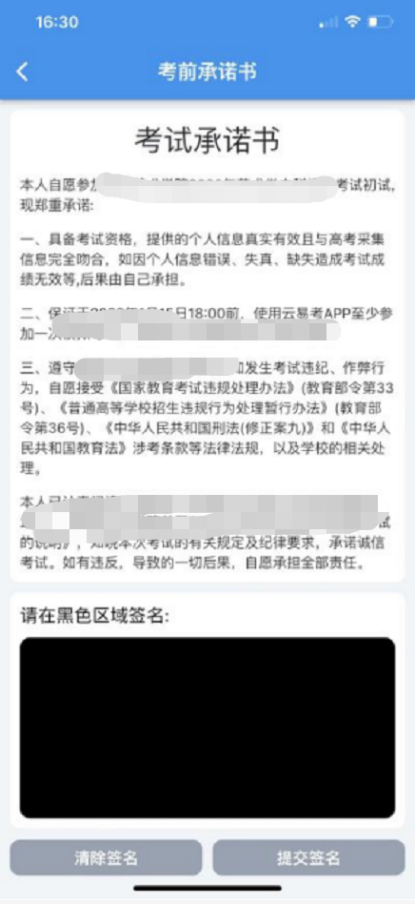 16:30
考前承诺书
考试承诺书
本人自愿参加 考试初试,
现郑重承诺:
一、具备考试资格，提供的个人信息真实有效且与高考采集
信息完全吻合，如因个人信息错误、失真、缺失造成考试成
绩无效等,后果由自己承担。
二、保证于 15日18:00前，使用云易考APP至少参
加一次
三、遵守 如发生考试违纪、作弊行
为，自愿接受《国家教育考试违规处理办法》(教育部令第33
号)、《普通高等学校招生违规行为处理暂行办法》(教育部
令第36号)、《中华人民共和国刑法(修正案九)》和《中华人
民共和国教育法》涉考条款等法律法规，以及学校的相关处
理。
本人已认真阅读
试
的说明》，知晓本次考试的有关规定及纪律要求，承诺诚信
考试。如有违反，导致的一切后果，自愿承担全部责任。
请在黑色区域签名:
清除签名
提交签名